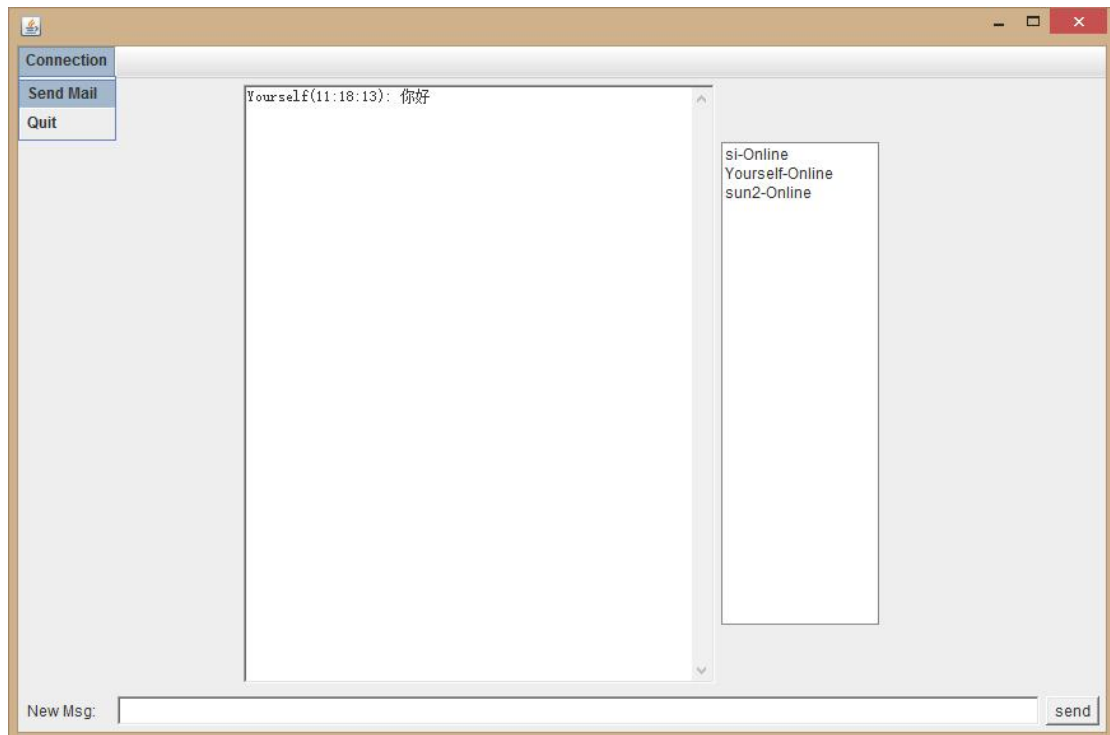 Connection
Send Mail
Quit
Yourself(11:18:13): 你好
si-Online
Yourself-Online
sun2-Online
New Msg:
send